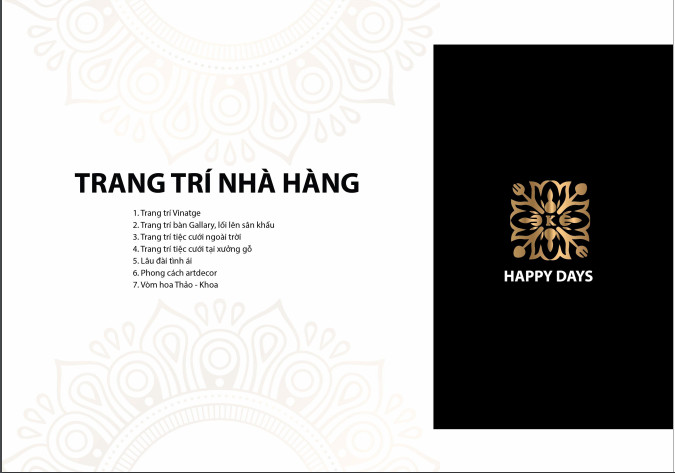 TRANG TRÍ NHÀ HÀNG
1. Trang trí Vinatge
2. Trang trí bàn Gallary, lối lên sân khấu
3. Trang trí tiệc cưới ngoài trời
4. Trang trí tiệc cưới tại xưởng gỗ
5. Lâu đài tình ái
6. Phong cách artdecor
7. Vòm hoa Thảo - Khoa
K
HAPPY DAYS